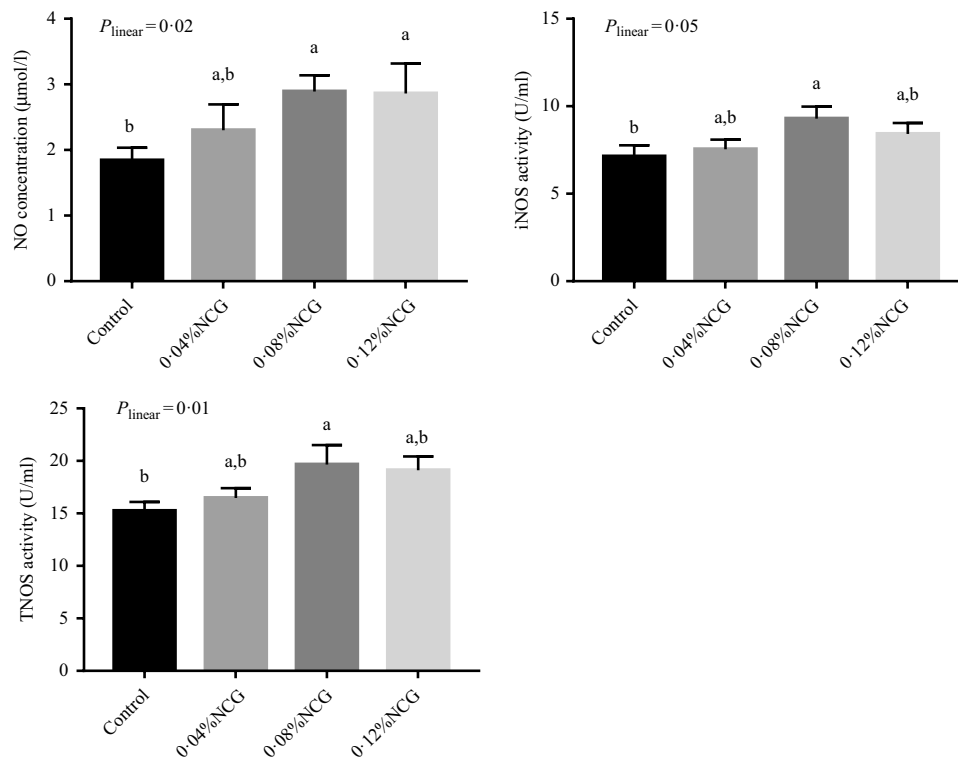 P linear = 0·02
NO concentration (µmol/l)
4
3
2
1
0
b
a,b
a
a
Control
0·04%NCG
0·08%NCG
0·12%NCG
P linear = 0·05
iNOS activity (U/ml)
15
10
5
0
b
a,b
a
a,b
Control
0·04%NCG
0·08%NCG
0·12%NCG
P linear = 0·01
TNOS activity (U/ml)
25
20
15
10
5
0
b
a,b
a
a,b
Control
0·04%NCG
0·08%NCG
0·12%NCG